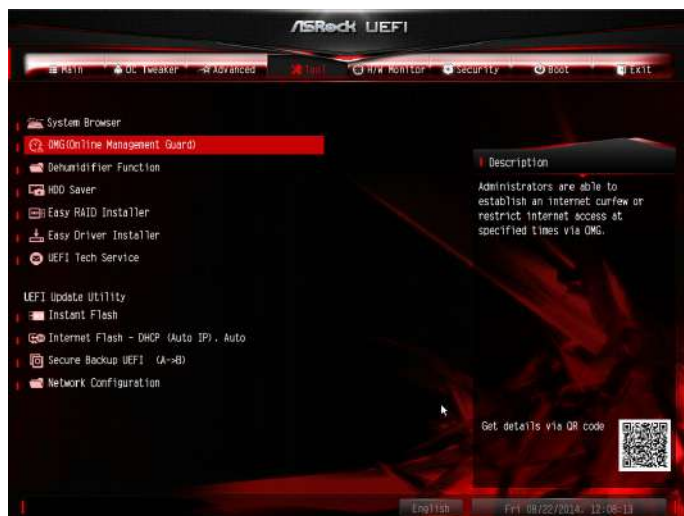 ASRock UEFI
Main OC Tweaker Advanced Tool H/W Monitor Security Boot Exit
System Browser
OMG(Online Management Guard)
Dehumidifier Function
HDD Saver
Easy RAID Installer
Easy Driver Installer
UEFI Tech Service
UEFI Update Utility
Instant Flash
Internet Flash - DHCP (Auto IP), Auto
Secure Backup UEFI (A->B)
Network Configuration
Description
Administrators are able to
establish an internet curfew or
restrict internet access at
specified times via OMG.
Get details via QR code
English
Fri 08/22/2014, 12:08:13